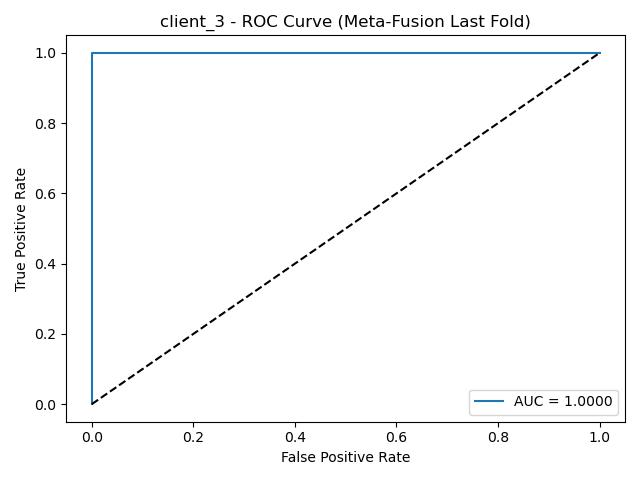 client_3 - ROC Curve (Meta-Fusion Last Fold)
True Positive Rate
1.0
0.8
0.6
0.4
0.2
0.0
AUC = 1.0000
0.0 0.2 0.4 0.6 0.8 1.0
False Positive Rate